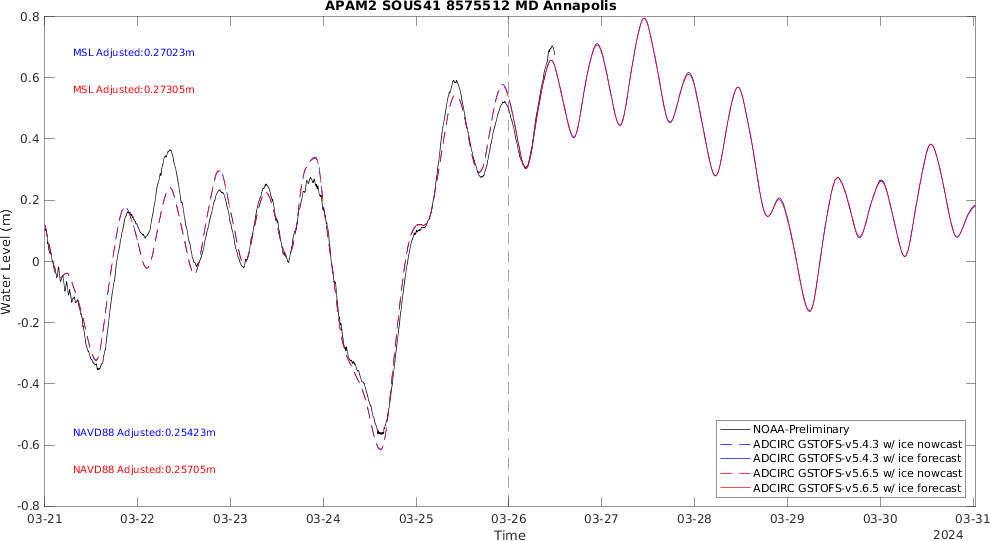 APAM2 SOUS41 8575512 MD Annapolis
0.8
0.6
0.4
0.2
0
-0.2
-0.4
-0.6
-0.8
Water Level (m)
MSL Adjusted:0.27023m
MSL Adjusted:0.27305m
NAVD88 Adjusted:0.25423m
NAVD88 Adjusted:0.25705m
NOAA-Preliminary
ADCIRC GSTOFS-v5.4.3 w/ ice nowcast
ADCIRC GSTOFS-v5.4.3 w/ ice forecast
ADCIRC GSTOFS-v5.6.5 w/ ice nowcast
ADCIRC GSTOFS-v5.6.5 w/ ice forecast
03-21 03-22 03-23 03-24 03-25 03-26 03-27 03-28 03-29 03-30 03-31
Time
2024